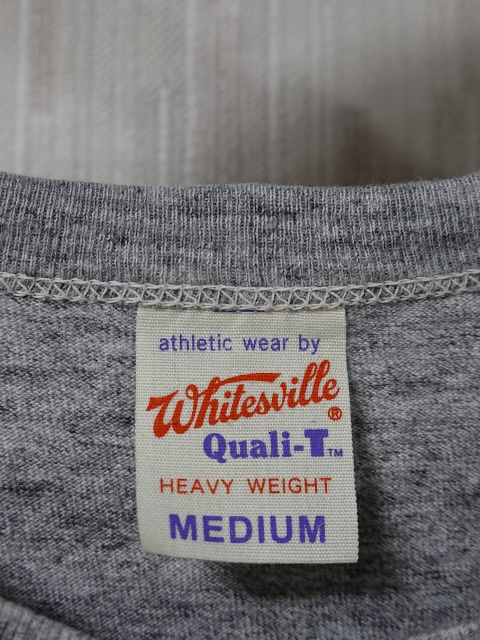 athletic wear by
Whitesville®
Quali-T™
HEAVY WEIGHT
MEDIUM